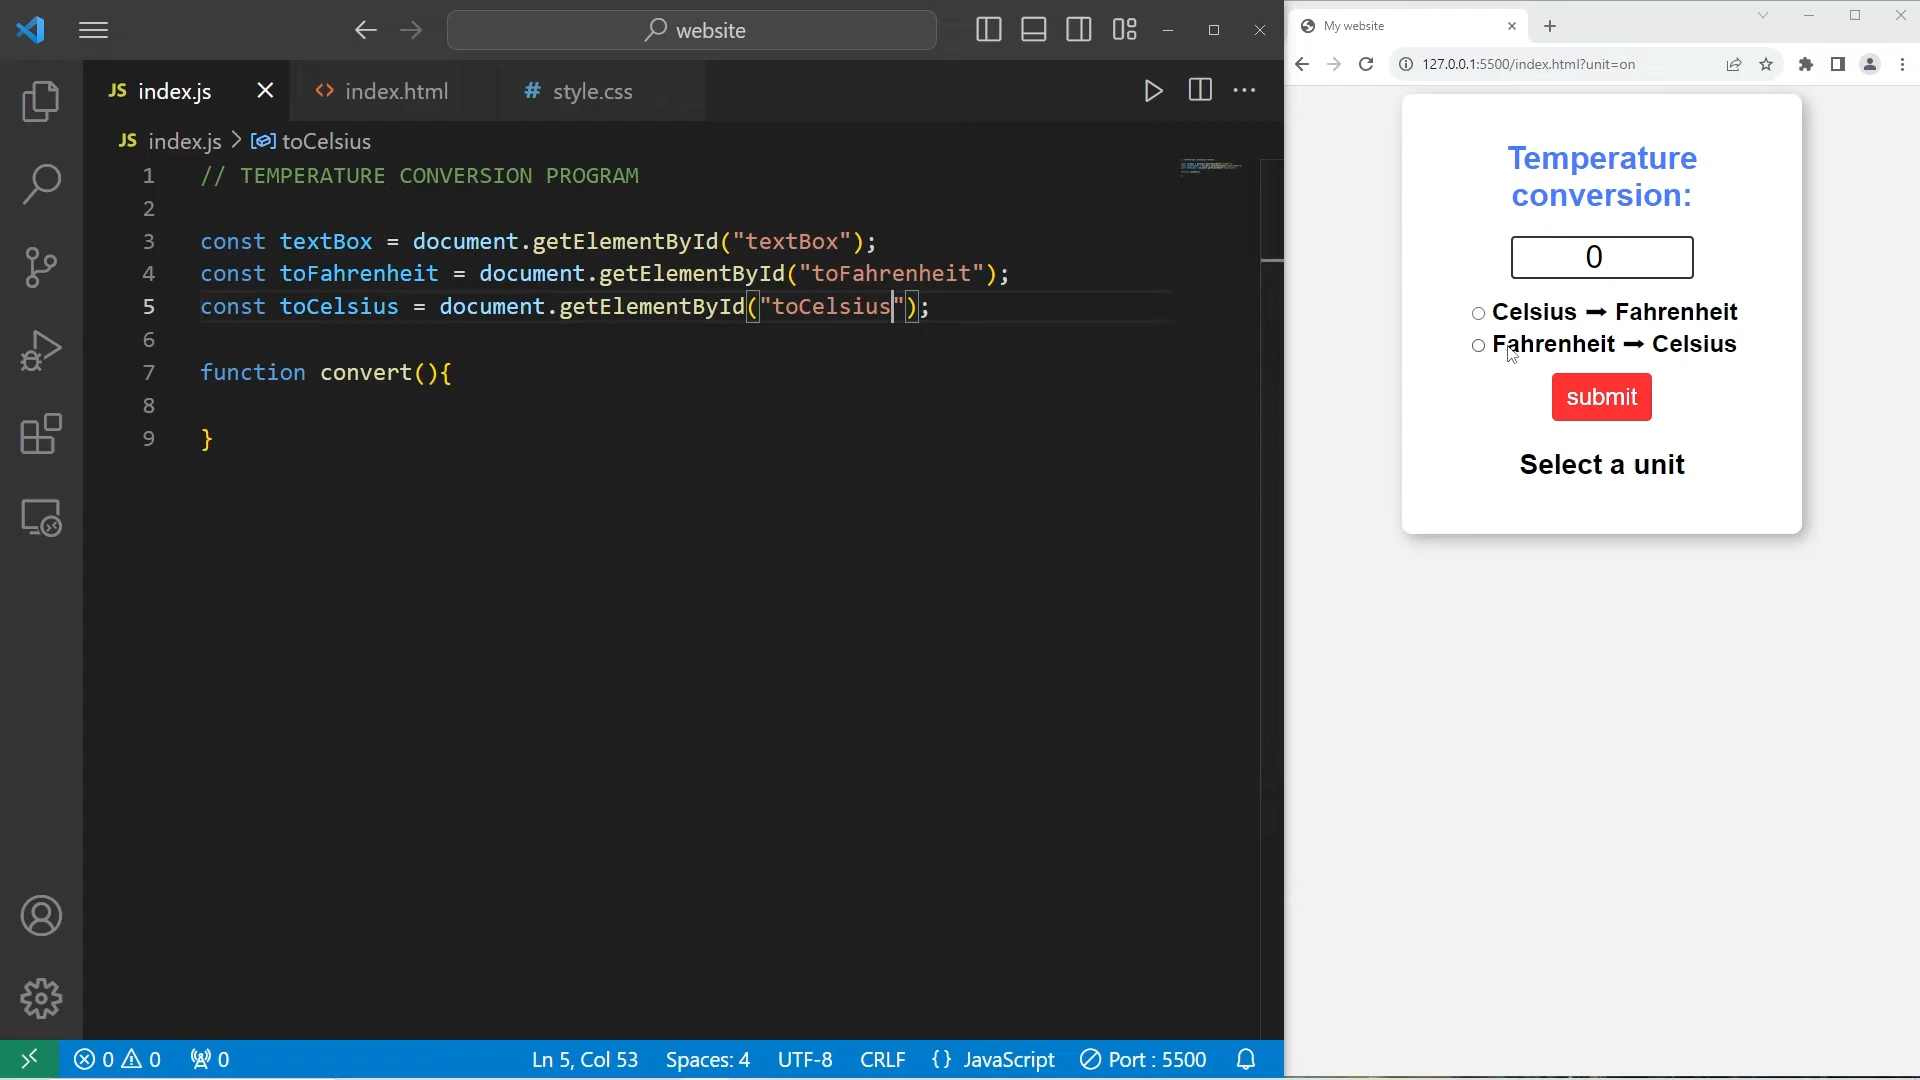 website
JS index.js
<> index.html
# style.css
JS index.js > toCelsius
1 // TEMPERATURE CONVERSION PROGRAM
2
3 const textBox = document.getElementById("textBox");
4 const toFahrenheit = document.getElementById("toFahrenheit");
5 const toCelsius = document.getElementById("toCelsius");
6
7 function convert(){
8
9 }
0 0 0
Ln 5, Col 53 Spaces: 4 UTF-8 CRLF {} JavaScript Port : 5500
My website
127.0.0.1:5500/index.html?unit=on
Temperature
conversion:
0
Celsius ➞ Fahrenheit
Fahrenheit ➞ Celsius
submit
Select a unit